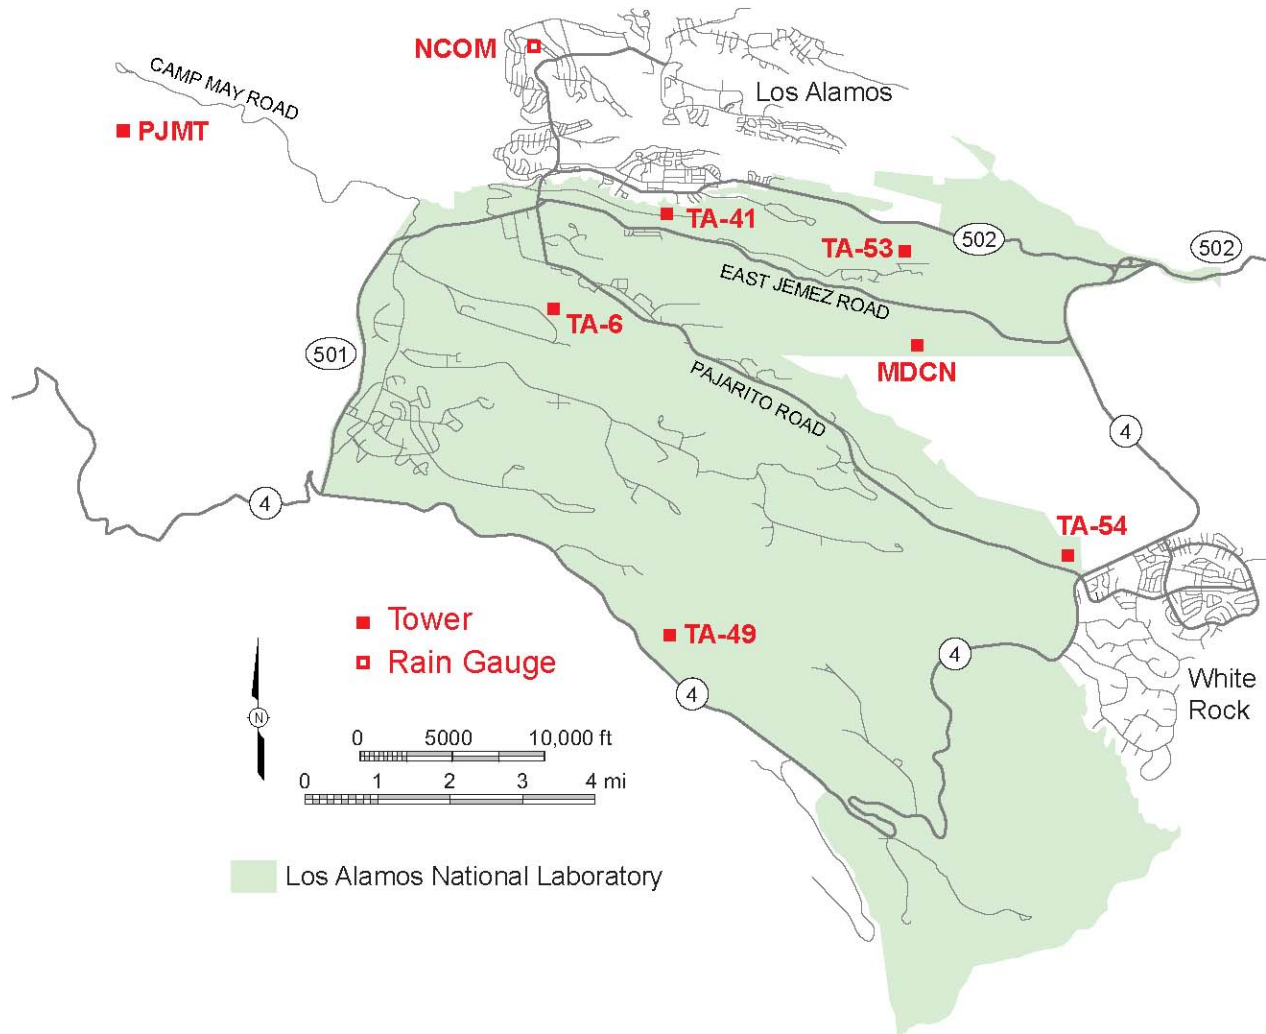 NCOM
CAMP MAY ROAD
Los Alamos
PJMT
TA-41
TA-53
502
502
EAST JEMEZ ROAD
TA-6
501
MDCN
PAJARITO ROAD
4
4
TA-54
Tower
TA-49
Rain Gauge
4
4
White
Rock
N
0 5000 10,000 ft
0 1 2 3 4 mi
Los Alamos National Laboratory